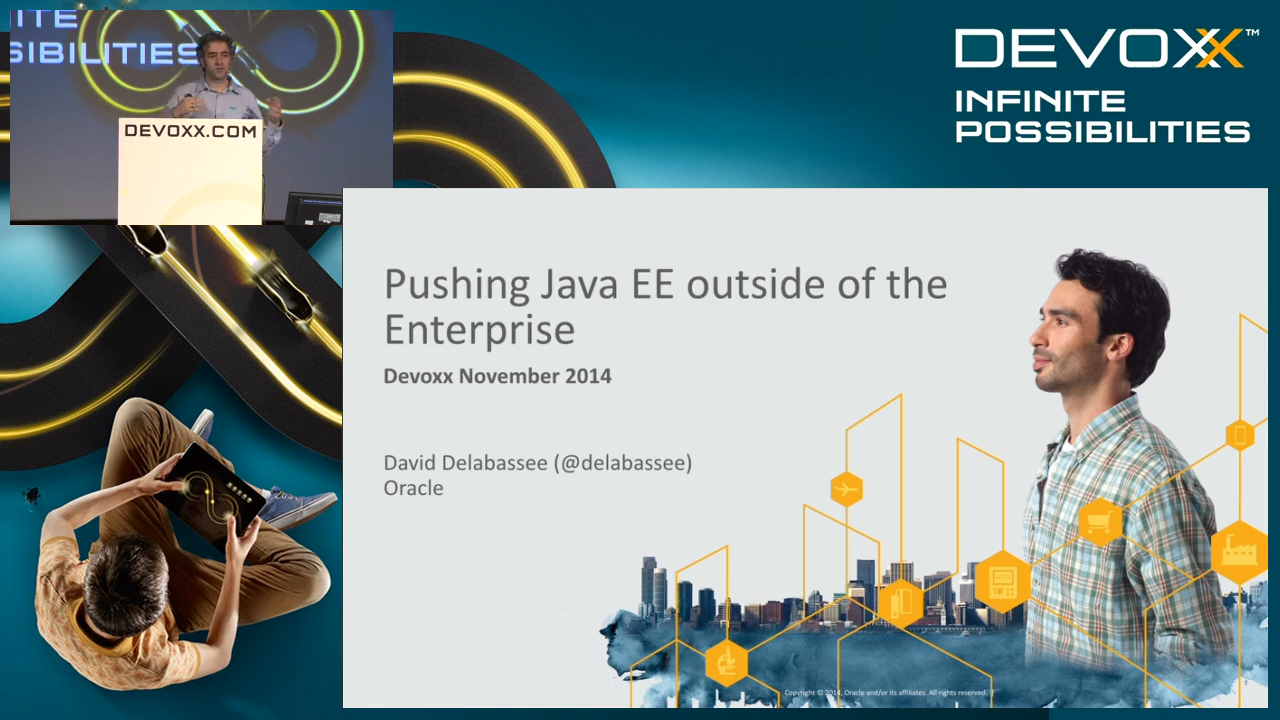 ITE
SIBILITIES
DEVOXX.COM
DEVOXX™
INFINITE
POSSIBILITIES
Pushing Java EE outside of the
Enterprise
Devoxx November 2014
David Delabassee (@delabassee)
Oracle
Copyright © 2014, Oracle and/or its affiliates. All rights reserved. |